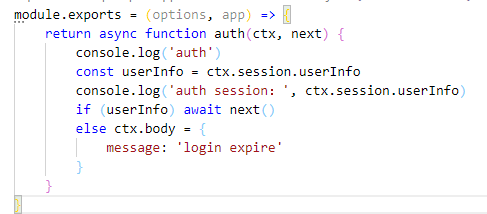 module.exports = (options, app) => {
    return async function auth(ctx, next) {
        console.log('auth')
        const userInfo = ctx.session.userInfo
        console.log('auth session: ', ctx.session.userInfo)
        if (userInfo) await next()
        else ctx.body = {
            message: 'login expire'
        }
    }
}